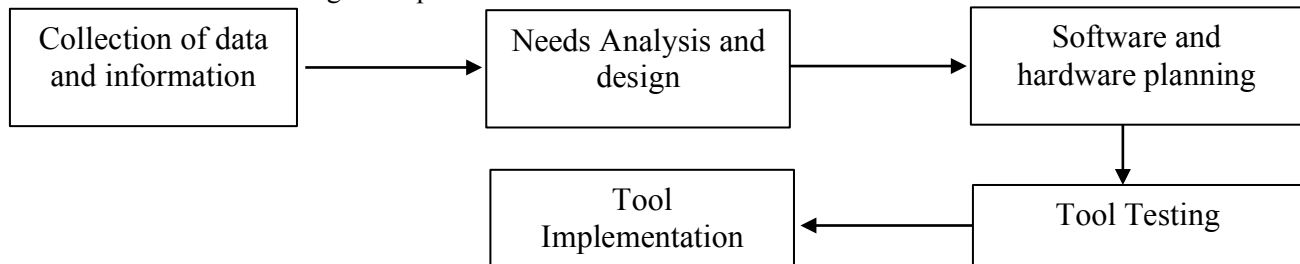 Collection of data
and information
Needs Analysis and
design
Software and
hardware planning
Tool Testing
Tool
Implementation